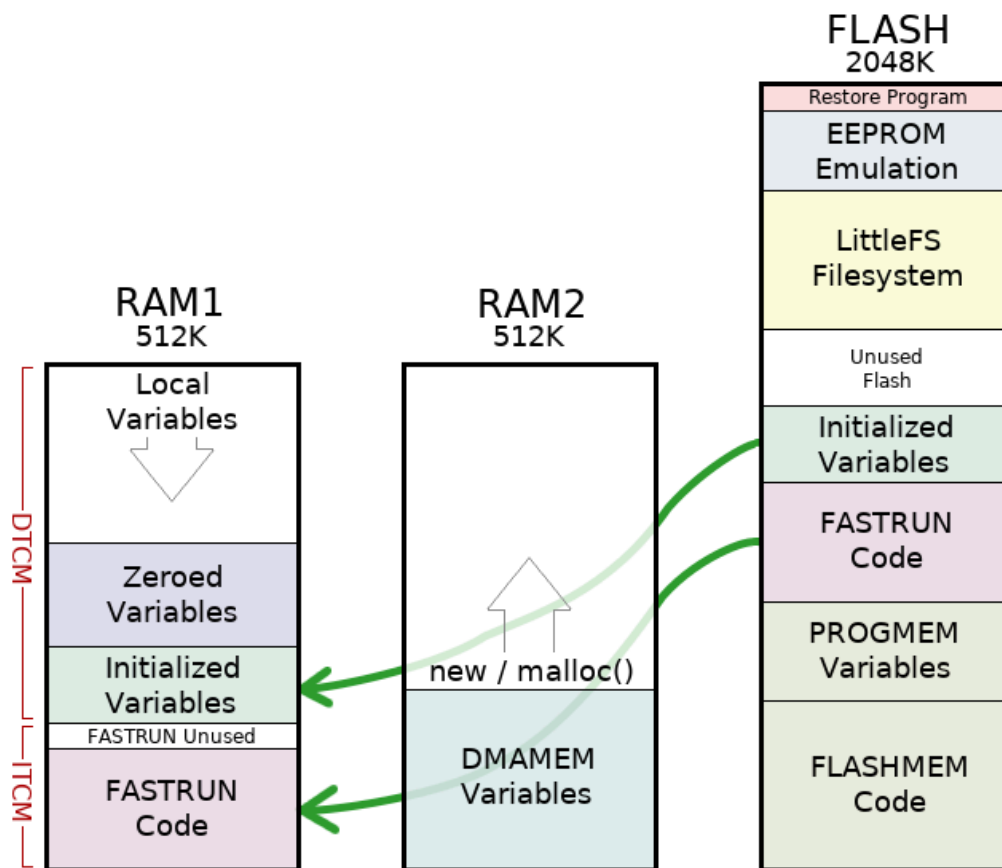 FLASH
2048K
Restore Program
EEPROM
Emulation
LittleFS
Filesystem
Unused
Flash
Initialized
Variables
FASTRUN
Code
PROGMEM
Variables
FLASHMEM
Code
RAM1
512K
Local
Variables
Zeroed
Variables
Initialized
Variables
FASTRUN Unused
FASTRUN
Code
DTCM
ITCM
RAM2
512K
new / malloc()
DMAMEM
Variables